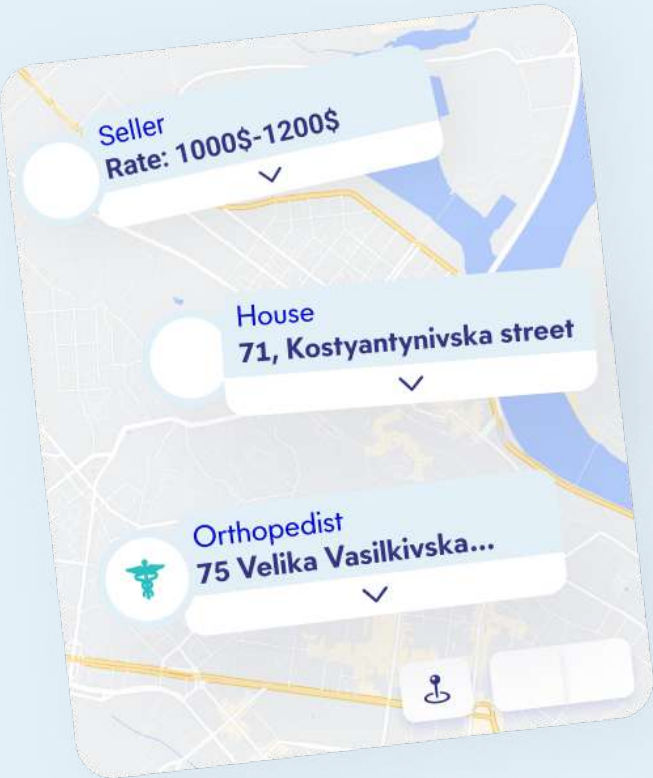 Seller
Rate: 1000$-1200$
House
71, Kostyantynivska street
Orthopedist
75 Velika Vasilkivska...